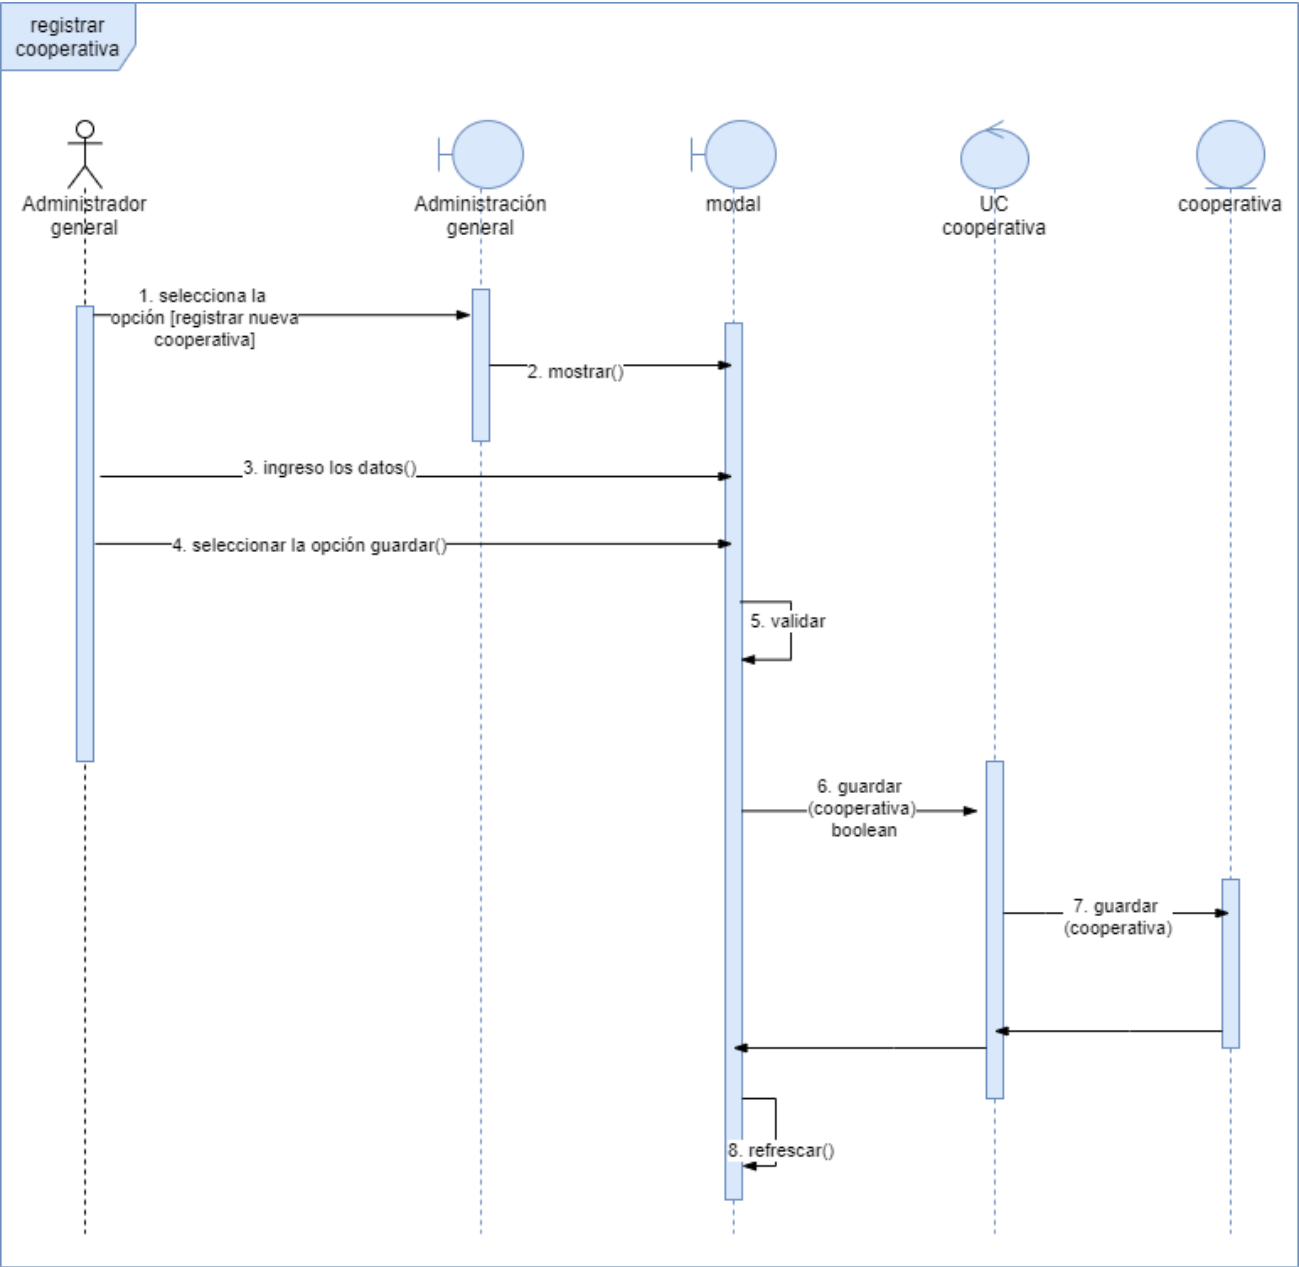 registrar
cooperativa
Administrador
general
Administración
general
modal
UC
cooperativa
cooperativa
1. selecciona la
opción [registrar nueva
cooperativa]
2. mostrar()
3. ingreso los datos()
4. seleccionar la opción guardar()
5. validar
6. guardar
(cooperativa)
boolean
7. guardar
(cooperativa)
8. refrescar()